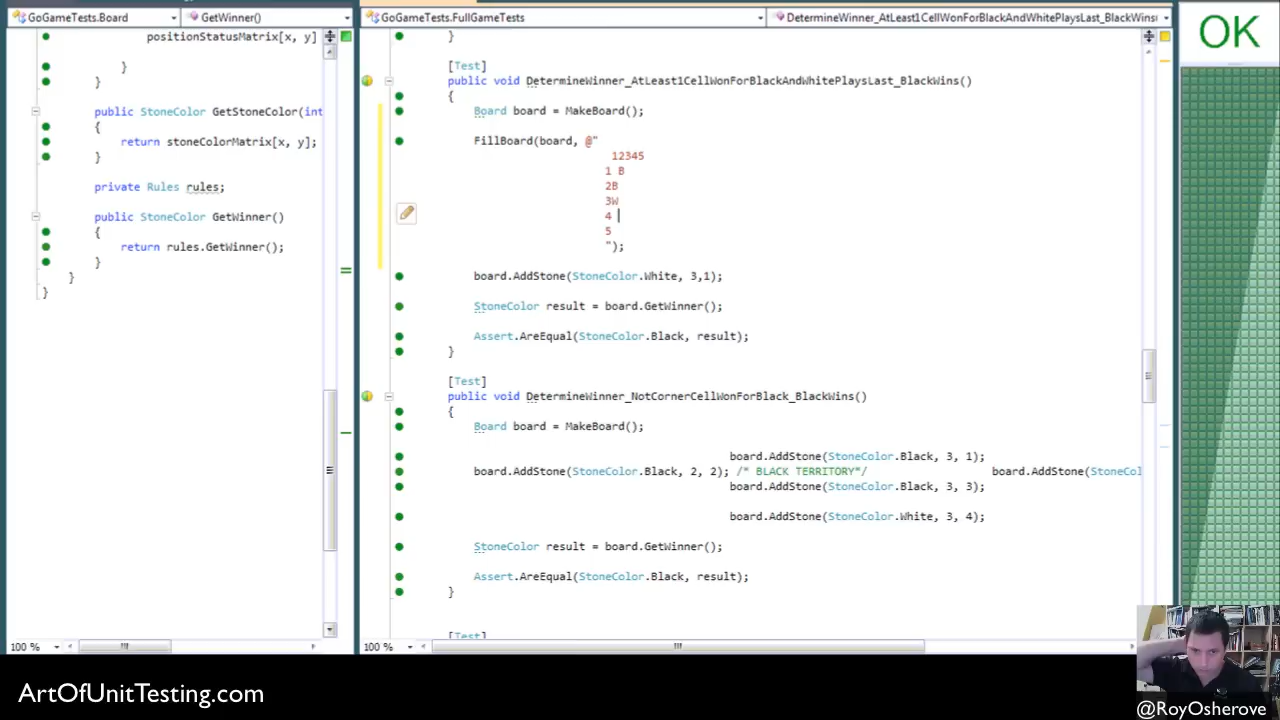 GoGameTests.Board
GetWinner()
positionStatusMatrix[x, y]
}
}
public StoneColor GetStoneColor(int
{
return stoneColorMatrix[x, y];
}
private Rules rules;
public StoneColor GetWinner()
{
return rules.GetWinner();
}
}
}
100 %
GoGameTests.FullGameTests
DetermineWinner_AtLeast1CellWonForBlackAndWhitePlaysLast_BlackWins(
}
[Test]
public void DetermineWinner_AtLeast1CellWonForBlackAndWhitePlaysLast_BlackWins()
{
Board board = MakeBoard();
FillBoard(board, @"
12345
1 B
2B
3W
4
5
");
board.AddStone(StoneColor.White, 3,1);
StoneColor result = board.GetWinner();
Assert.AreEqual(StoneColor.Black, result);
}
[Test]
public void DetermineWinner_NotCornerCellWonForBlack_BlackWins()
{
Board board = MakeBoard();
board.AddStone(StoneColor.Black, 3, 1);
board.AddStone(StoneColor.Black, 2, 2); /* BLACK TERRITORY*/ board.AddStone(StoneCol
board.AddStone(StoneColor.Black, 3, 3);
board.AddStone(StoneColor.White, 3, 4);
StoneColor result = board.GetWinner();
Assert.AreEqual(StoneColor.Black, result);
}
[Test]
100 %
OK
ArtOfUnitTesting.com
@RoyOsherove